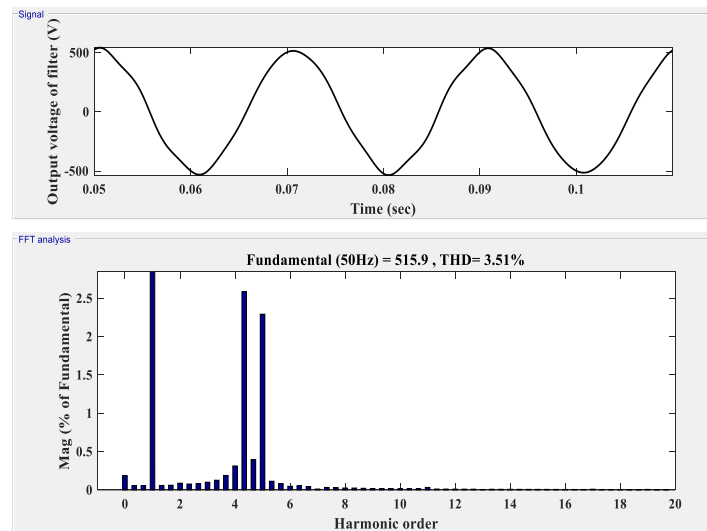 Signal
Output voltage of filter (V)
500
0
-500
0.05 0.06 0.07 0.08 0.09 0.1
Time (sec)
FFT analysis
Fundamental (50Hz) = 515.9 , THD= 3.51%
Mag (% of Fundamental)
2.5
2
1.5
1
0.5
0
0 2 4 6 8 10 12 14 16 18 20
Harmonic order